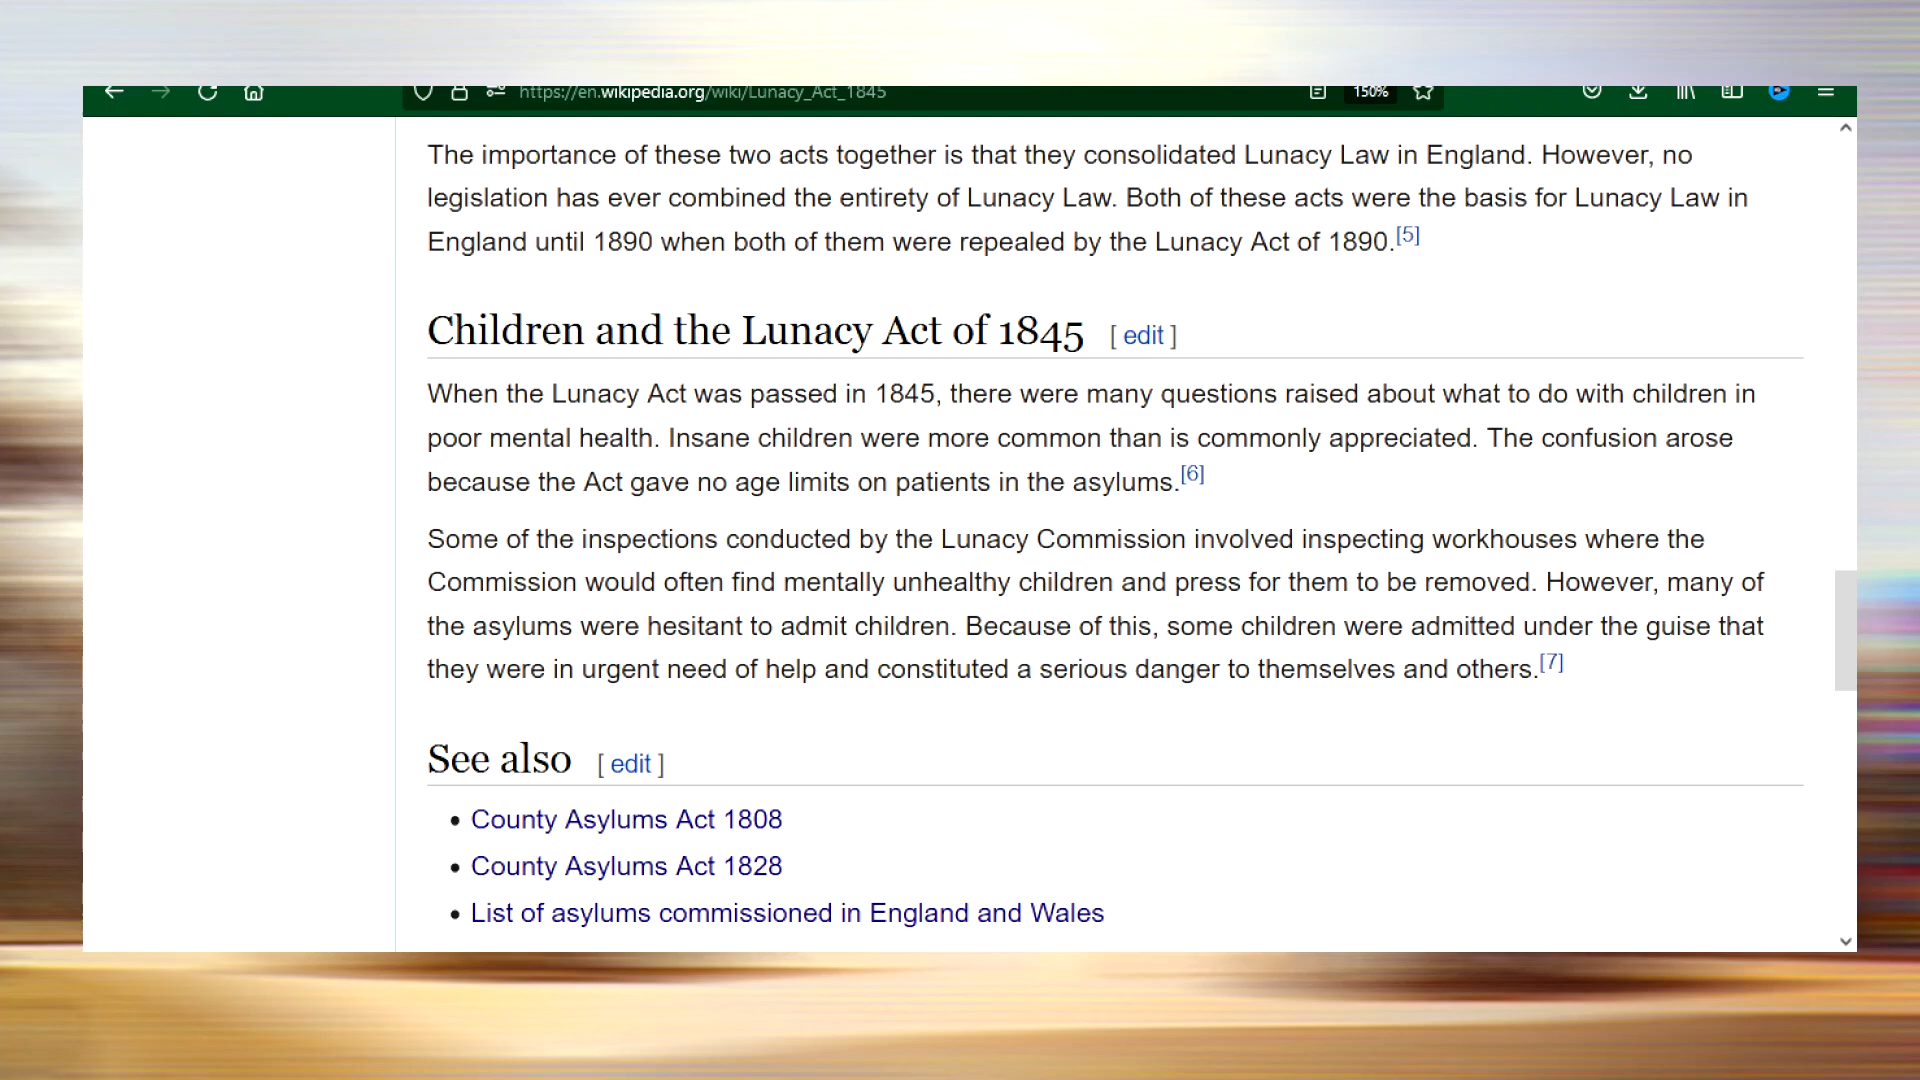 https://en.wikipedia.org/wiki/Lunacy_Act_1845
150%
The importance of these two acts together is that they consolidated Lunacy Law in England. However, no
legislation has ever combined the entirety of Lunacy Law. Both of these acts were the basis for Lunacy Law in
England until 1890 when both of them were repealed by the Lunacy Act of 1890.[5]
Children and the Lunacy Act of 1845 [ edit ]
When the Lunacy Act was passed in 1845, there were many questions raised about what to do with children in
poor mental health. Insane children were more common than is commonly appreciated. The confusion arose
because the Act gave no age limits on patients in the asylums.[6]
Some of the inspections conducted by the Lunacy Commission involved inspecting workhouses where the
Commission would often find mentally unhealthy children and press for them to be removed. However, many of
the asylums were hesitant to admit children. Because of this, some children were admitted under the guise that
they were in urgent need of help and constituted a serious danger to themselves and others.[7]
See also [ edit ]
• County Asylums Act 1808
• County Asylums Act 1828
• List of asylums commissioned in England and Wales